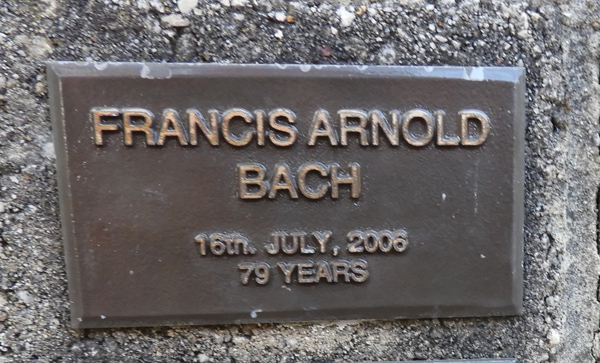 FRANCIS ARNOLD
BACH
16th. JULY, 2006
79 YEARS